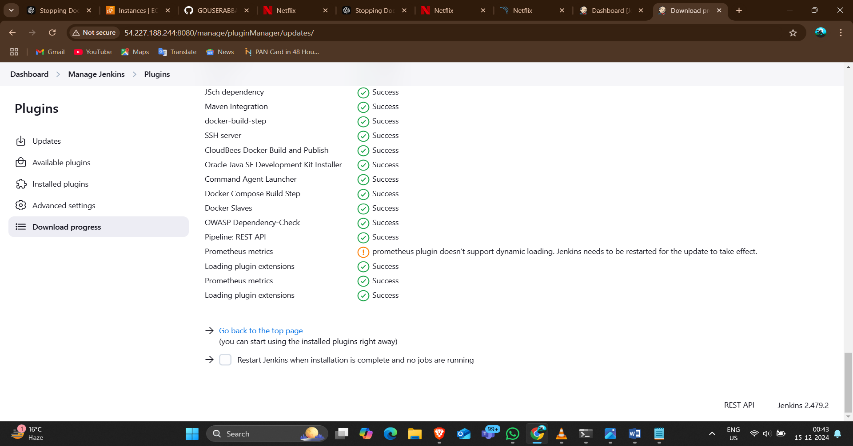 Stopping Do
Instances | EC
GOUSERABB
Netflix
Stopping Do
Netflix
Netflix
Dashboard [J
Download pr
Not secure
54.227.188.244:8080/manage/pluginManager/updates/
Gmail
YouTube
Maps
Translate
News
PAN Card in 48 Hou...
Dashboard > Manage Jenkins > Plugins
Plugins
Updates
Available plugins
Installed plugins
Advanced settings
Download progress
JSch dependency Success
Maven Integration Success
docker-build-step Success
SSH server Success
CloudBees Docker Build and Publish Success
Oracle Java SE Development Kit Installer Success
Command Agent Launcher Success
Docker Compose Build Step Success
Docker Slaves Success
OWASP Dependency-Check Success
Pipeline: REST API Success
Prometheus metrics prometheus plugin doesn't support dynamic loading. Jenkins needs to be restarted for the update to take effect.
Loading plugin extensions Success
Prometheus metrics Success
Loading plugin extensions Success
→ Go back to the top page
(you can start using the installed plugins right away)
→ Restart Jenkins when installation is complete and no jobs are running
REST API Jenkins 2.479.2
1
16°C
Haze
Search
99+
ENG
US
00:43
15-12-2024